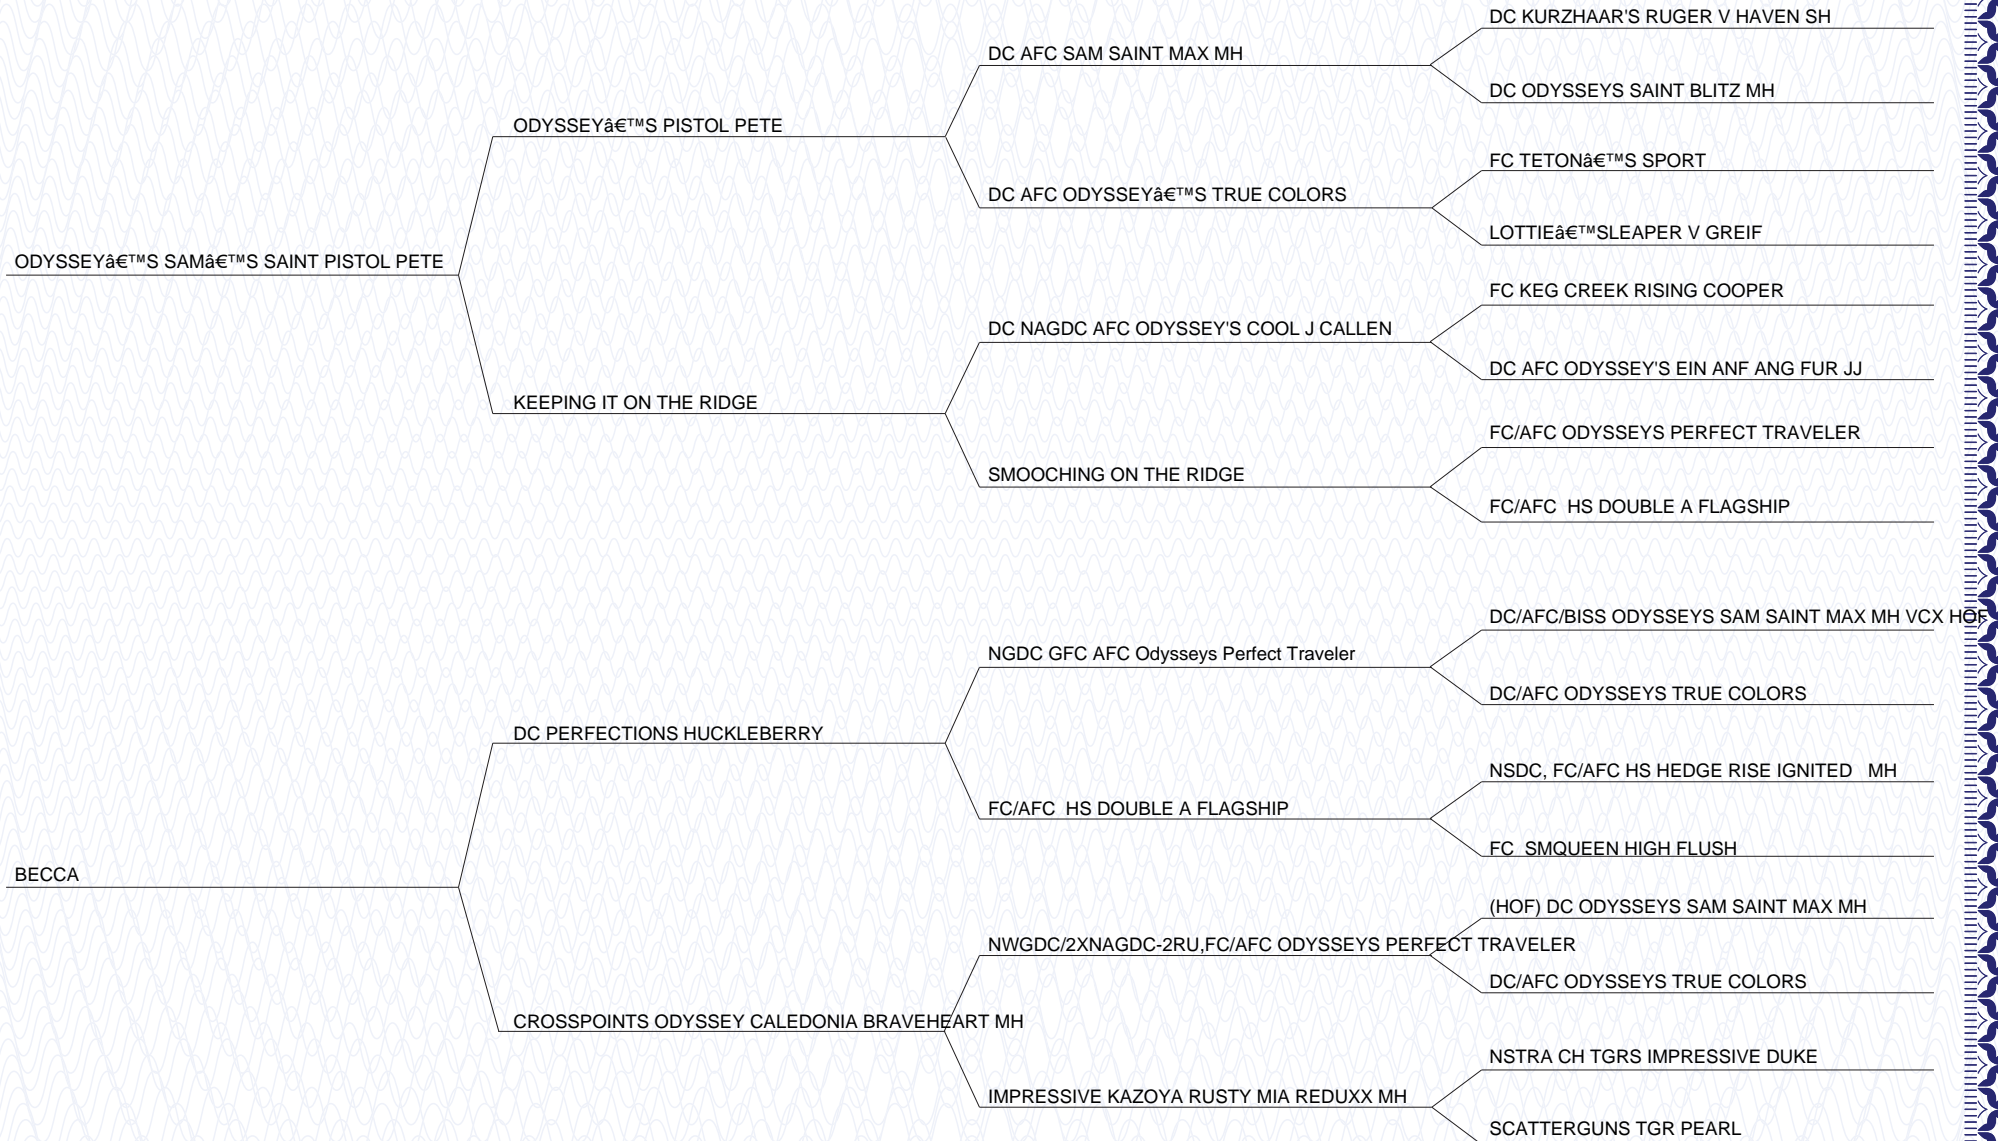 DC KURZHAAR'S RUGER V HAVEN SH
DC AFC SAM SAINT MAX MH
DC ODYSSEYS SAINT BLITZ MH
ODYSSEYâ€™S PISTOL PETE
FC TETONâ€™S SPORT
DC AFC ODYSSEYâ€™S TRUE COLORS
LOTTIEâ€™SLEAPER V GREIF
ODYSSEYâ€™S SAMâ€™S SAINT PISTOL PETE
FC KEG CREEK RISING COOPER
DC NAGDC AFC ODYSSEY'S COOL J CALLEN
DC AFC ODYSSEY'S EIN ANF ANG FUR JJ
KEEPING IT ON THE RIDGE
FC/AFC ODYSSEYS PERFECT TRAVELER
SMOOCHING ON THE RIDGE
FC/AFC  HS DOUBLE A FLAGSHIP
DC/AFC/BISS ODYSSEYS SAM SAINT MAX MH VCX HOF
NGDC GFC AFC Odysseys Perfect Traveler
DC/AFC ODYSSEYS TRUE COLORS
DC PERFECTIONS HUCKLEBERRY
NSDC, FC/AFC HS HEDGE RISE IGNITED   MH
FC/AFC  HS DOUBLE A FLAGSHIP
FC  SMQUEEN HIGH FLUSH
BECCA
(HOF) DC ODYSSEYS SAM SAINT MAX MH
NWGDC/2XNAGDC-2RU,FC/AFC ODYSSEYS PERFECT TRAVELER
DC/AFC ODYSSEYS TRUE COLORS
CROSSPOINTS ODYSSEY CALEDONIA BRAVEHEART MH
NSTRA CH TGRS IMPRESSIVE DUKE
IMPRESSIVE KAZOYA RUSTY MIA REDUXX MH
SCATTERGUNS TGR PEARL